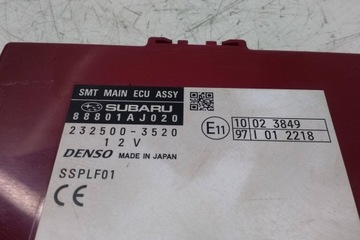 SMT MAIN ECU ASSY
SUBARU
88801AJ020
232500-3520
12V
DENSO MADE IN JAPAN
SSPLF01
CE
E11
10 02 3849
97 I 01 2218